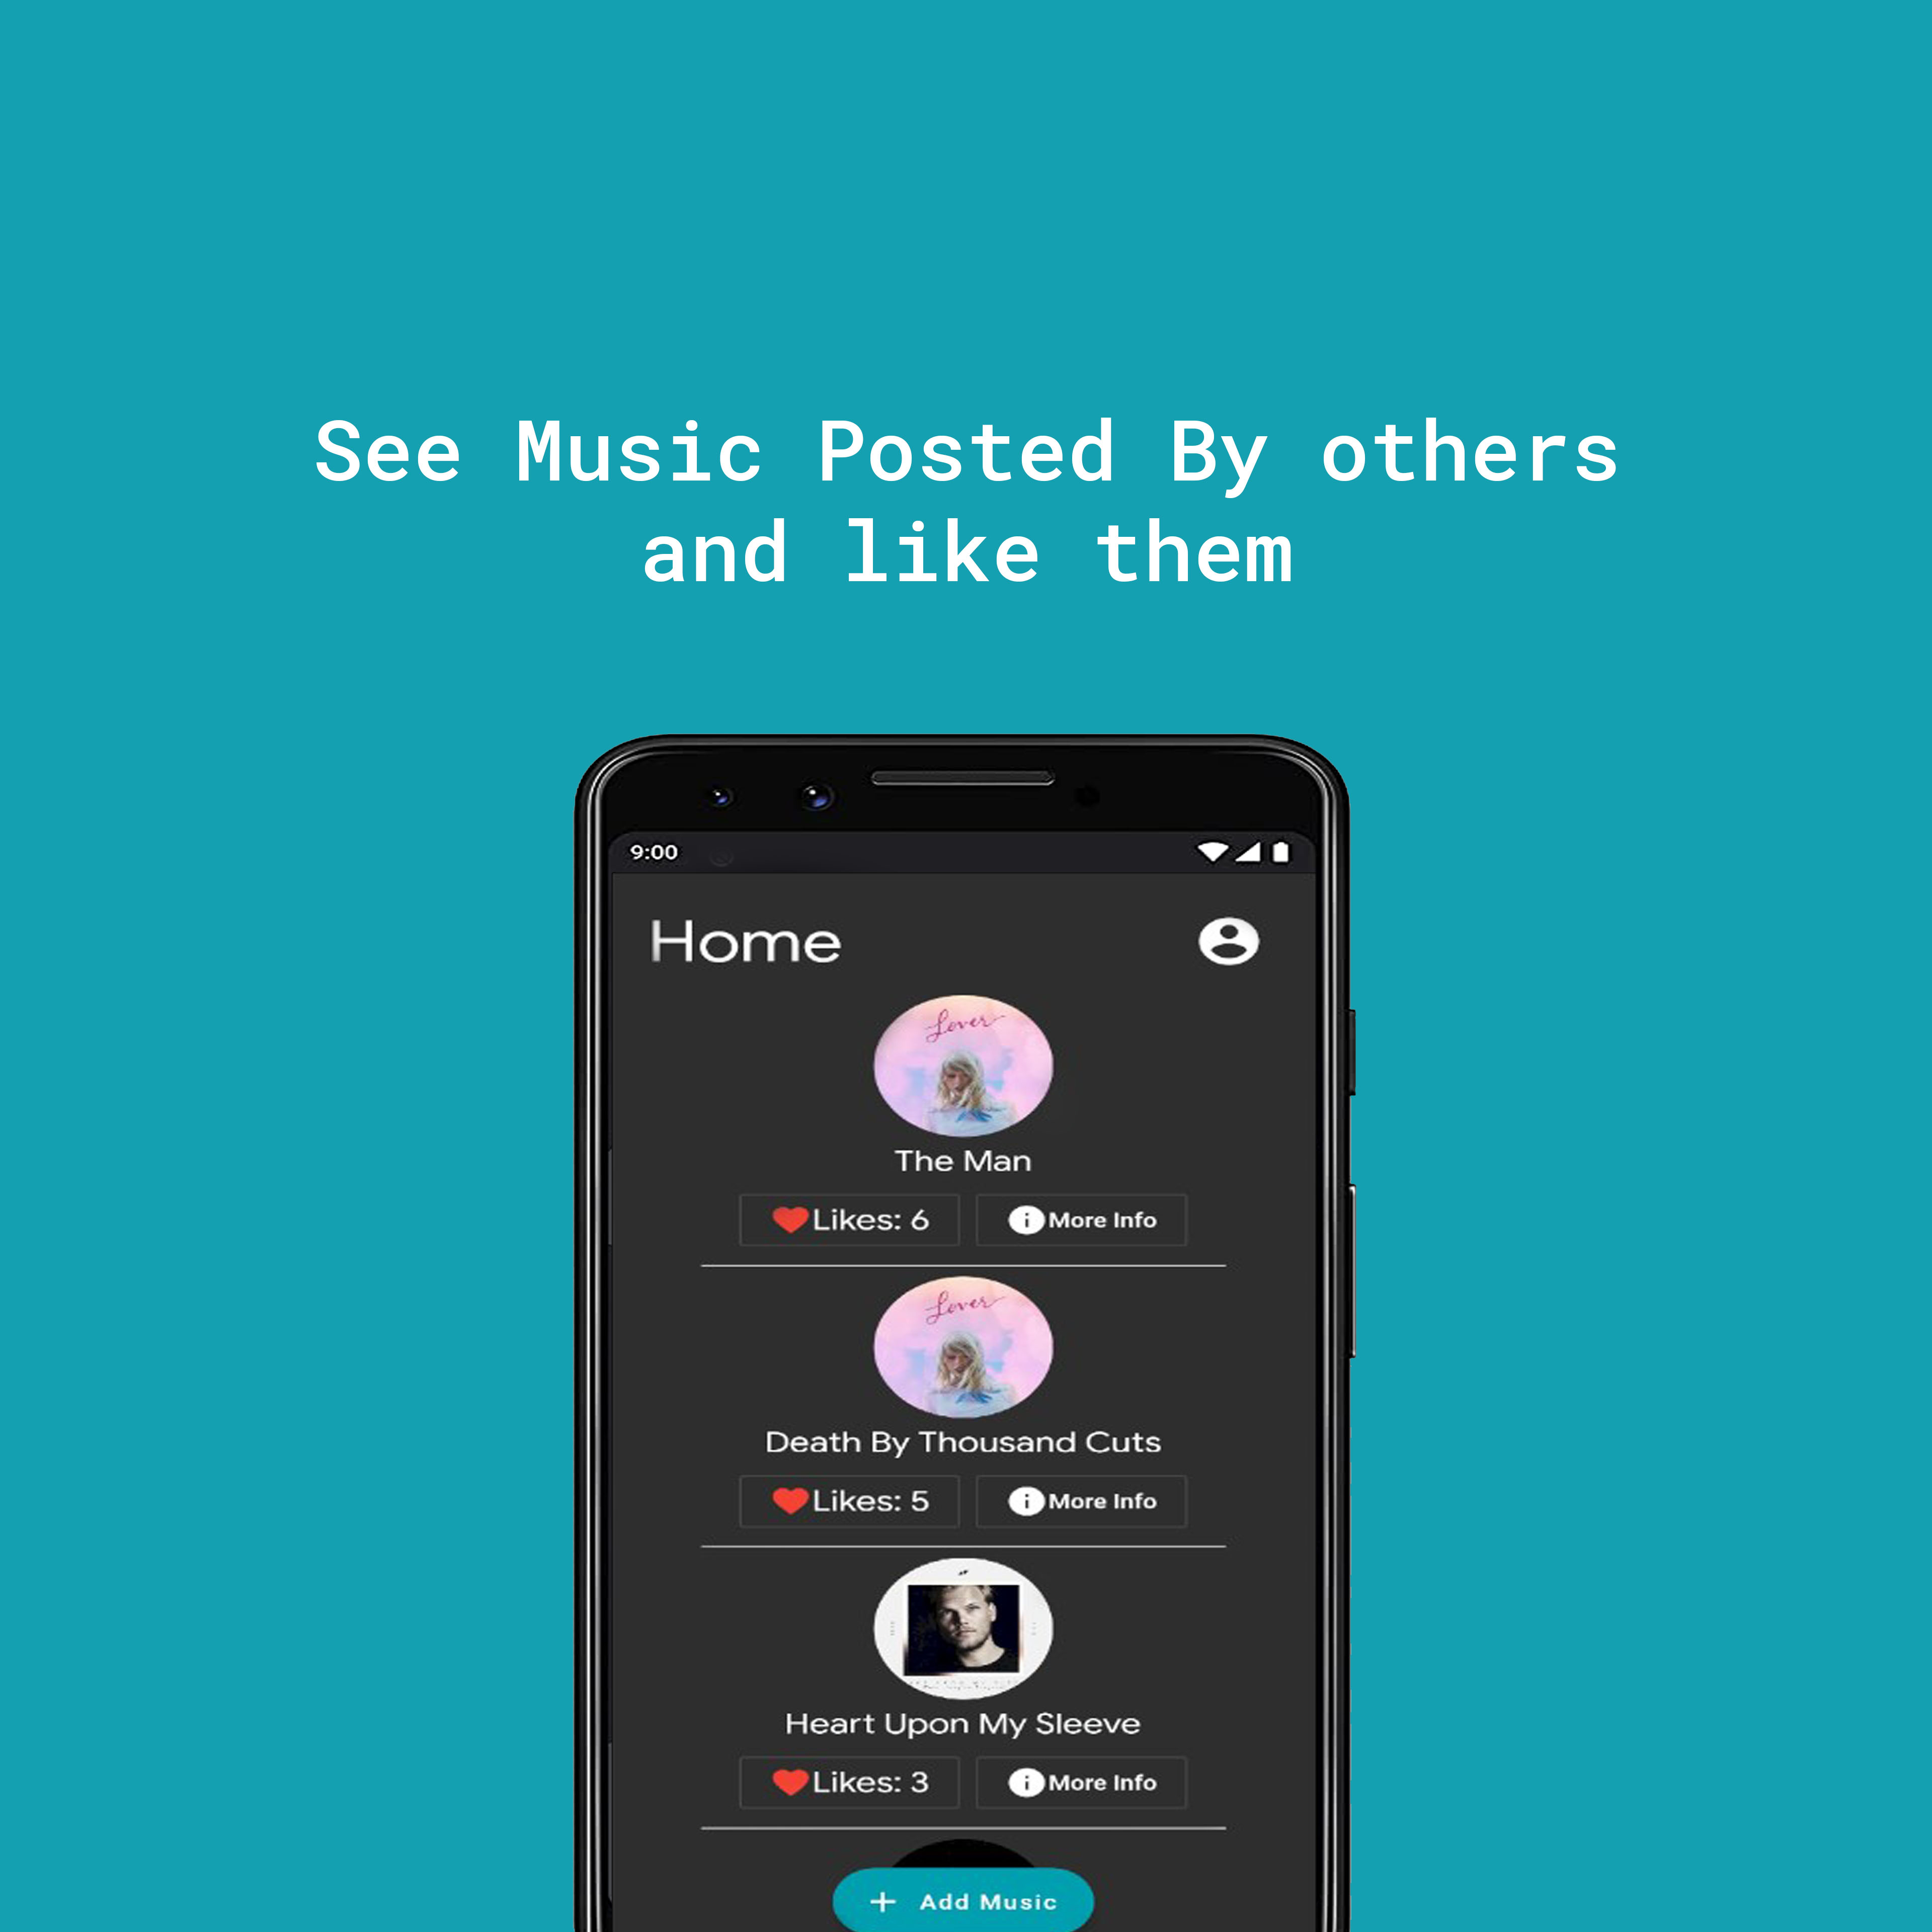 See Music Posted By others
and like them
9:00
Home
Lover
The Man
Likes: 6 More Info
Lover
Death By Thousand Cuts
Likes: 5 More Info
Heart Upon My Sleeve
Likes: 3 More Info
+ Add Music